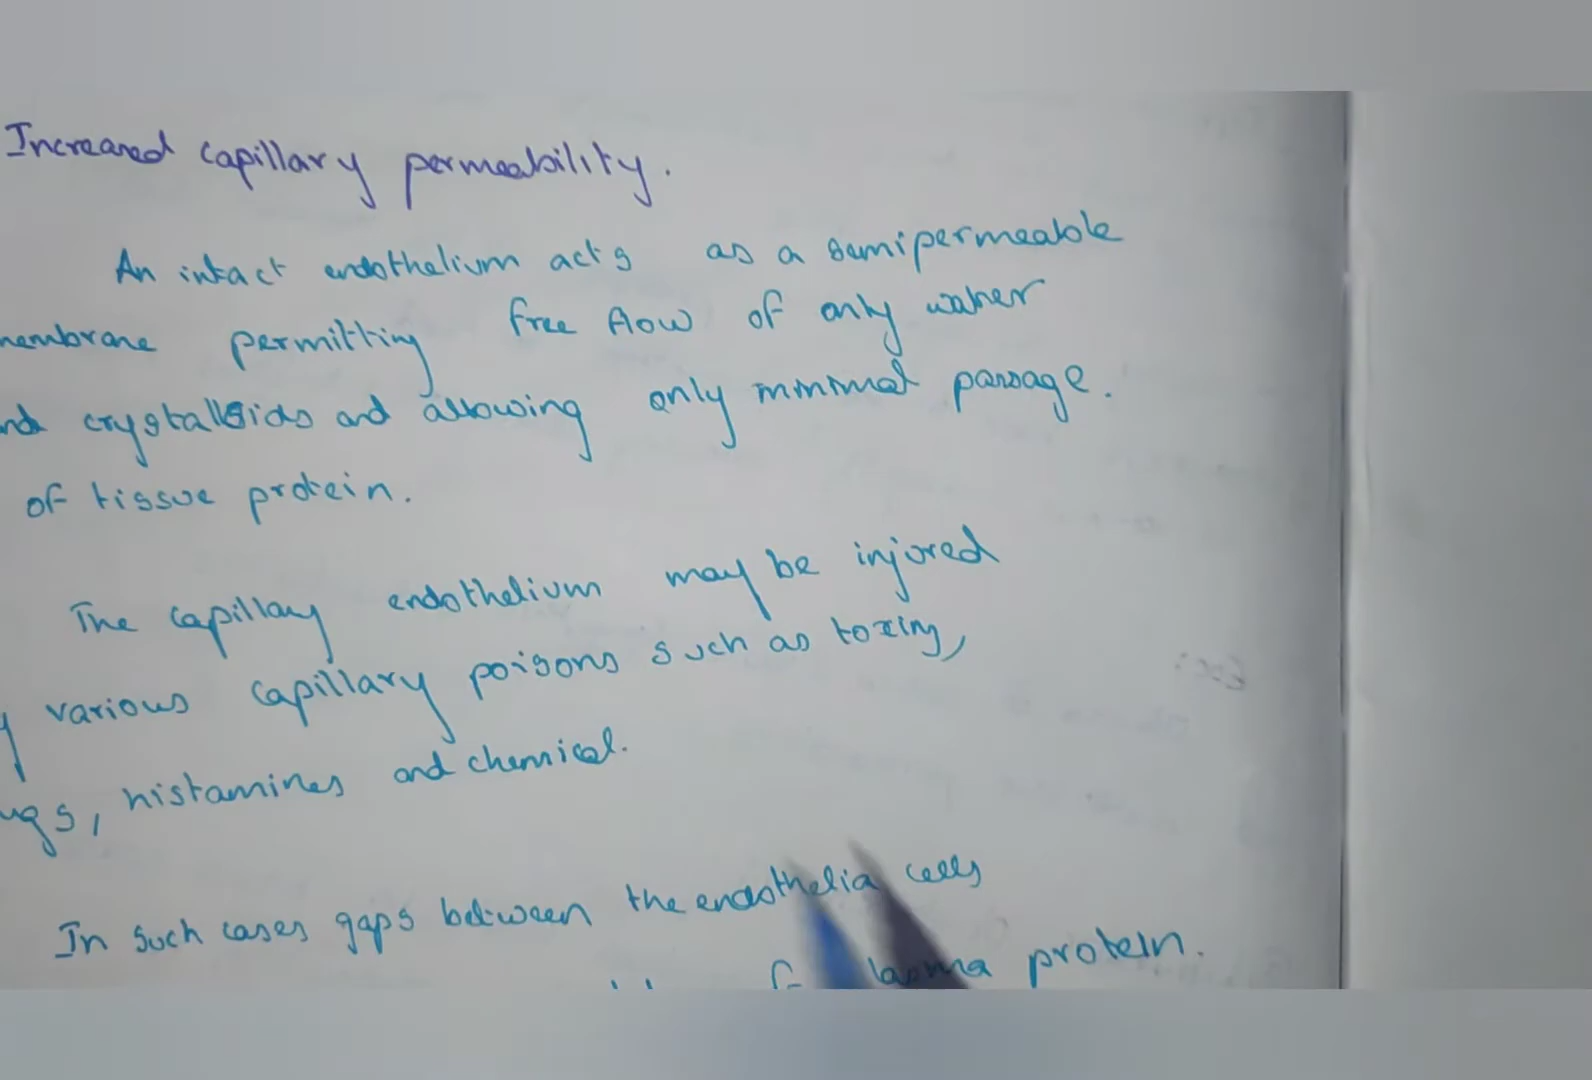 Increased capillary permeability.
An intact endothelium acts as a semipermeable
membrane permitting free flow of only water
and crystalloids and allowing only minimal passage.
of tissue protein.
The capillary endothelium may be injured
various capillary poisons such as toxins,
histamines and chemical.
In such cases gaps between the endothelia cells
protein.